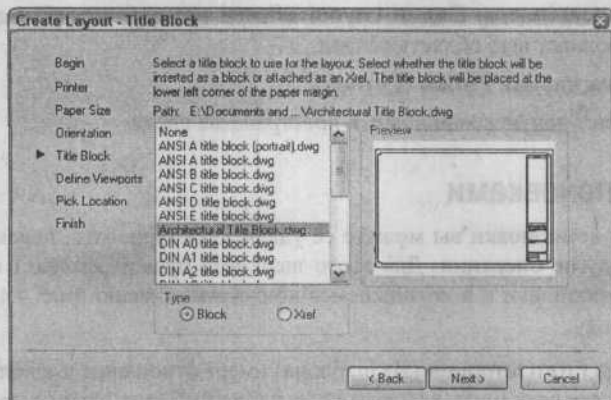 Create Layout - Title Block
Begin
Printer
Paper Size
Orientation
Title Block
Define Viewports
Pick Location
Finish
Select a title block to use for the layout. Select whether the title block will be
inserted as a block or attached as an Xref. The title block will be placed at the
lower left corner of the paper margin.
Path: E:\Documents and ...\Architectural Title Block.dwg
None
ANSI A title block (portrait).dwg
ANSI A title block.dwg
ANSI B title block.dwg
ANSI C title block.dwg
ANSI D title block.dwg
ANSI E title block.dwg
Architectural Title Block.dwg
DIN A0 title block.dwg
DIN A1 title block.dwg
DIN A2 title block.dwg
Preview
Type
Block
Xref
< Back
Next >
Cancel